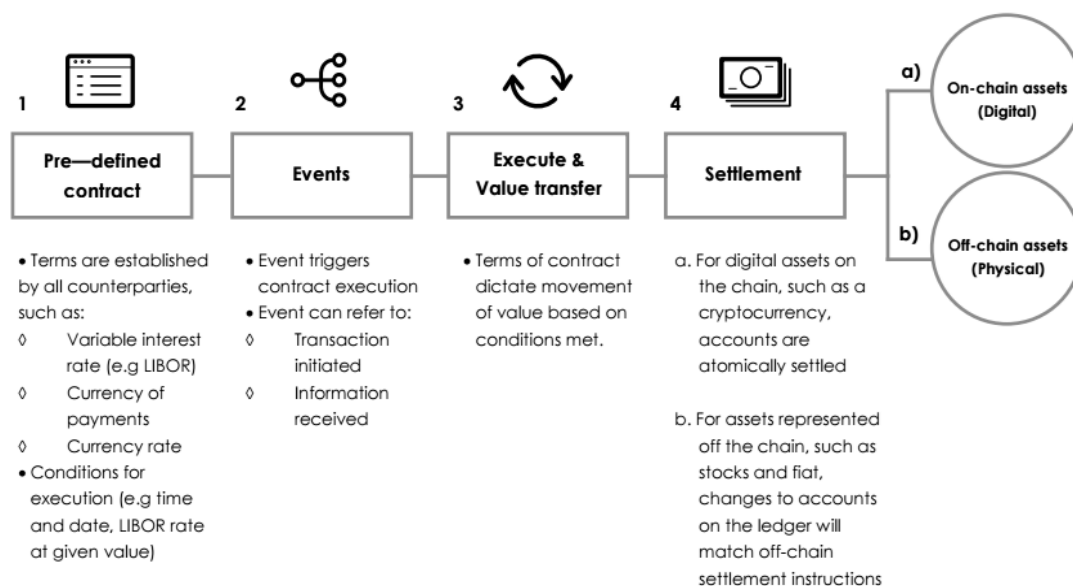 1
Pre—defined
contract
• Terms are established
by all counterparties,
such as:
◊ Variable interest
rate (e.g LIBOR)
◊ Currency of
payments
◊ Currency rate
• Conditions for
execution (e.g time
and date, LIBOR rate
at given value)
2
Events
• Event triggers
contract execution
• Event can refer to:
◊ Transaction
initiated
◊ Information
received
3
Execute &
Value transfer
• Terms of contract
dictate movement
of value based on
conditions met.
4
Settlement
a. For digital assets on
the chain, such as a
cryptocurrency,
accounts are
atomically settled
b. For assets represented
off the chain, such as
stocks and fiat,
changes to accounts
on the ledger will
match off-chain
settlement instructions
a)
On-chain assets
(Digital)
b)
Off-chain assets
(Physical)